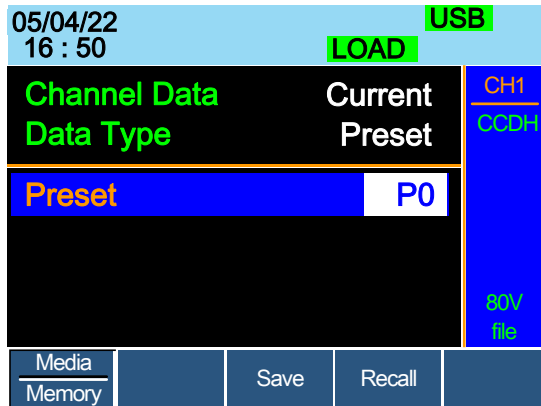 05/04/22 USB
16 : 50 LOAD
Channel Data Current
Data Type Preset
Preset P0
CH1
CCDH
80V
file
Media
Memory
Save
Recall